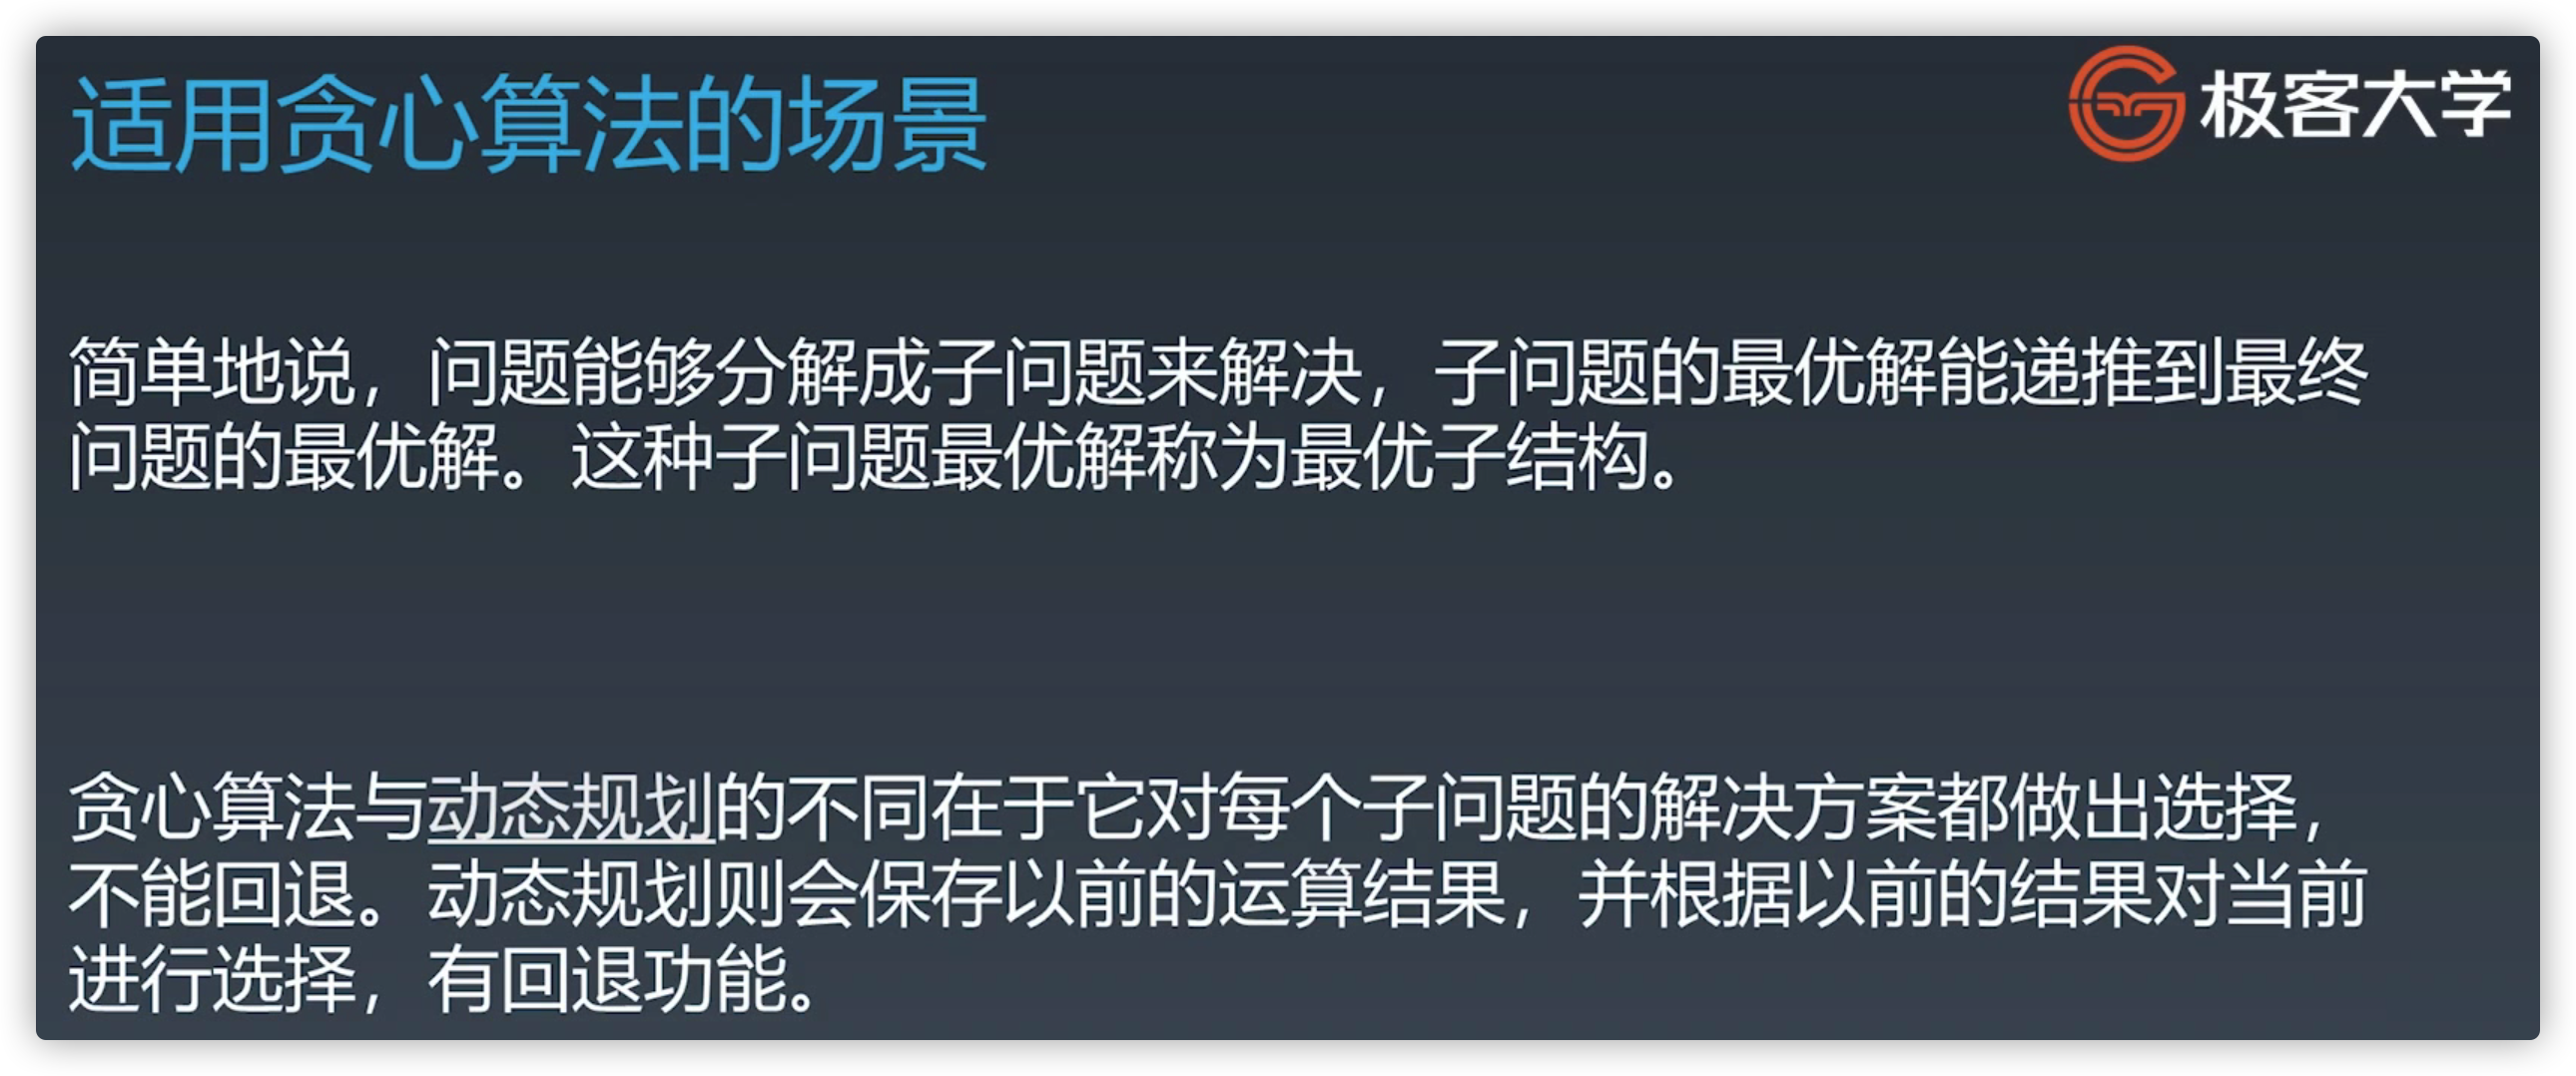 适用贪心算法的场景
极客大学
简单地说，问题能够分解成子问题来解决，子问题的最优解能递推到最终
问题的最优解。这种子问题最优解称为最优子结构。
贪心算法与动态规划的不同在于它对每个子问题的解决方案都做出选择，
不能回退。动态规划则会保存以前的运算结果，并根据以前的结果对当前
进行选择，有回退功能。